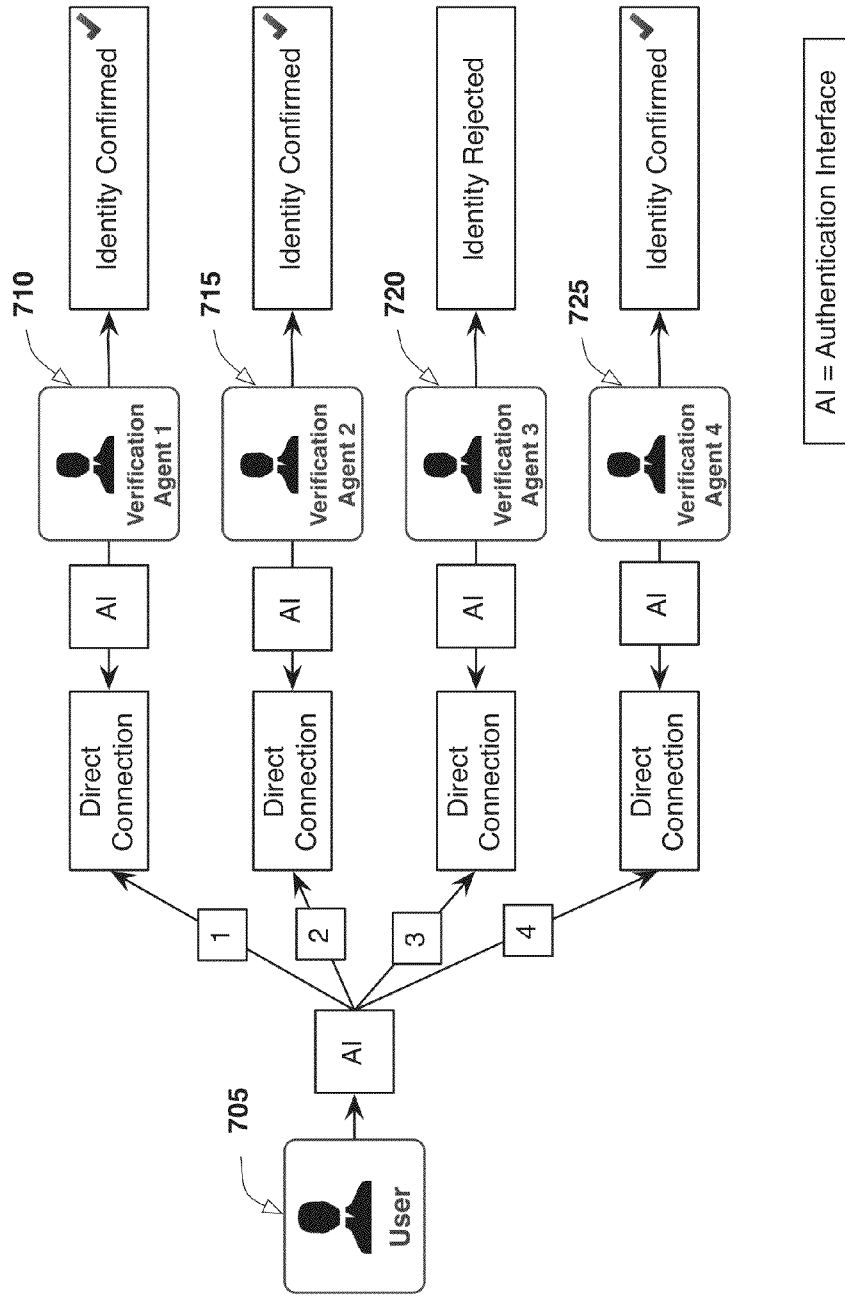 705
User
AI
1
2
3
4
Direct
Connection
AI
710
Verification
Agent 1
Identity Confirmed
Direct
Connection
AI
715
Verification
Agent 2
Identity Confirmed
Direct
Connection
AI
720
Verification
Agent 3
Identity Rejected
Direct
Connection
AI
725
Verification
Agent 4
Identity Confirmed
AI = Authentication Interface